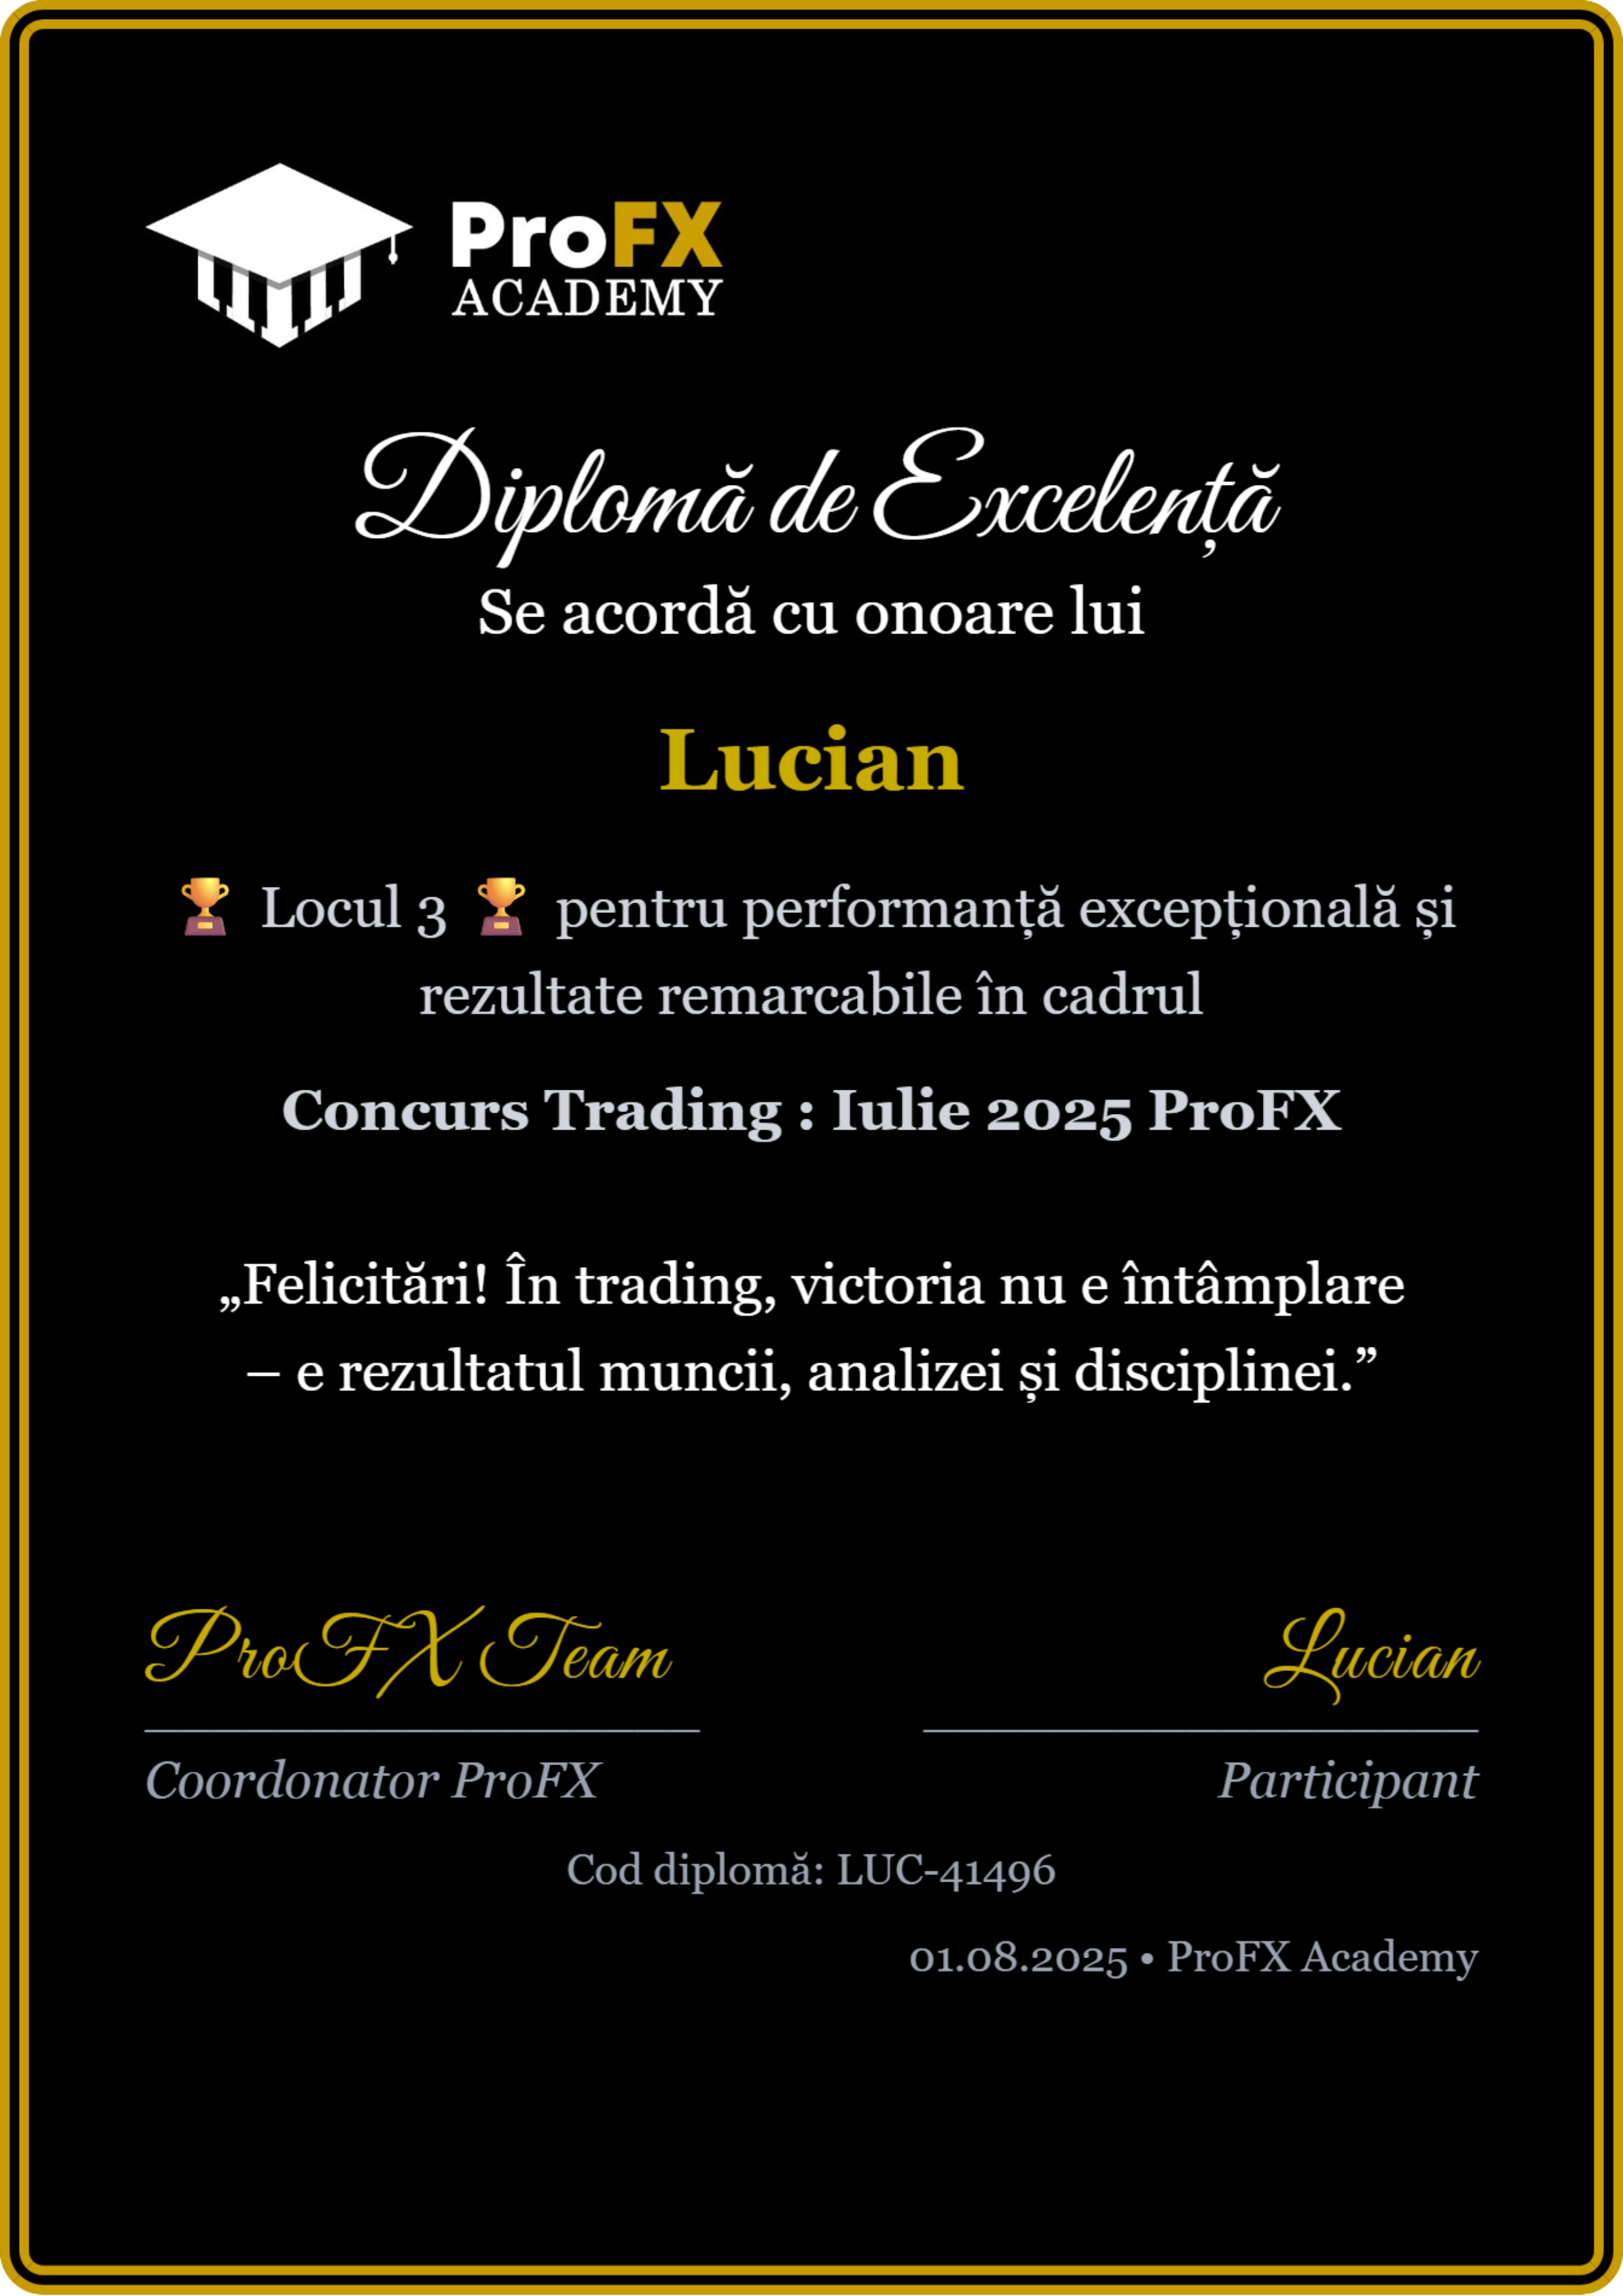 ProFX
ACADEMY
Diplomă de Excelență
Se acordă cu onoare lui
Lucian
🏆 Locul 3 🏆 pentru performanță excepțională și
rezultate remarcabile în cadrul
Concurs Trading : Iulie 2025 ProFX
„Felicitări! În trading, victoria nu e întâmplare
– e rezultatul muncii, analizei și disciplinei.”
ProFX Team
Lucian
Coordonator ProFX
Participant
Cod diplomă: LUC-41496
01.08.2025 • ProFX Academy